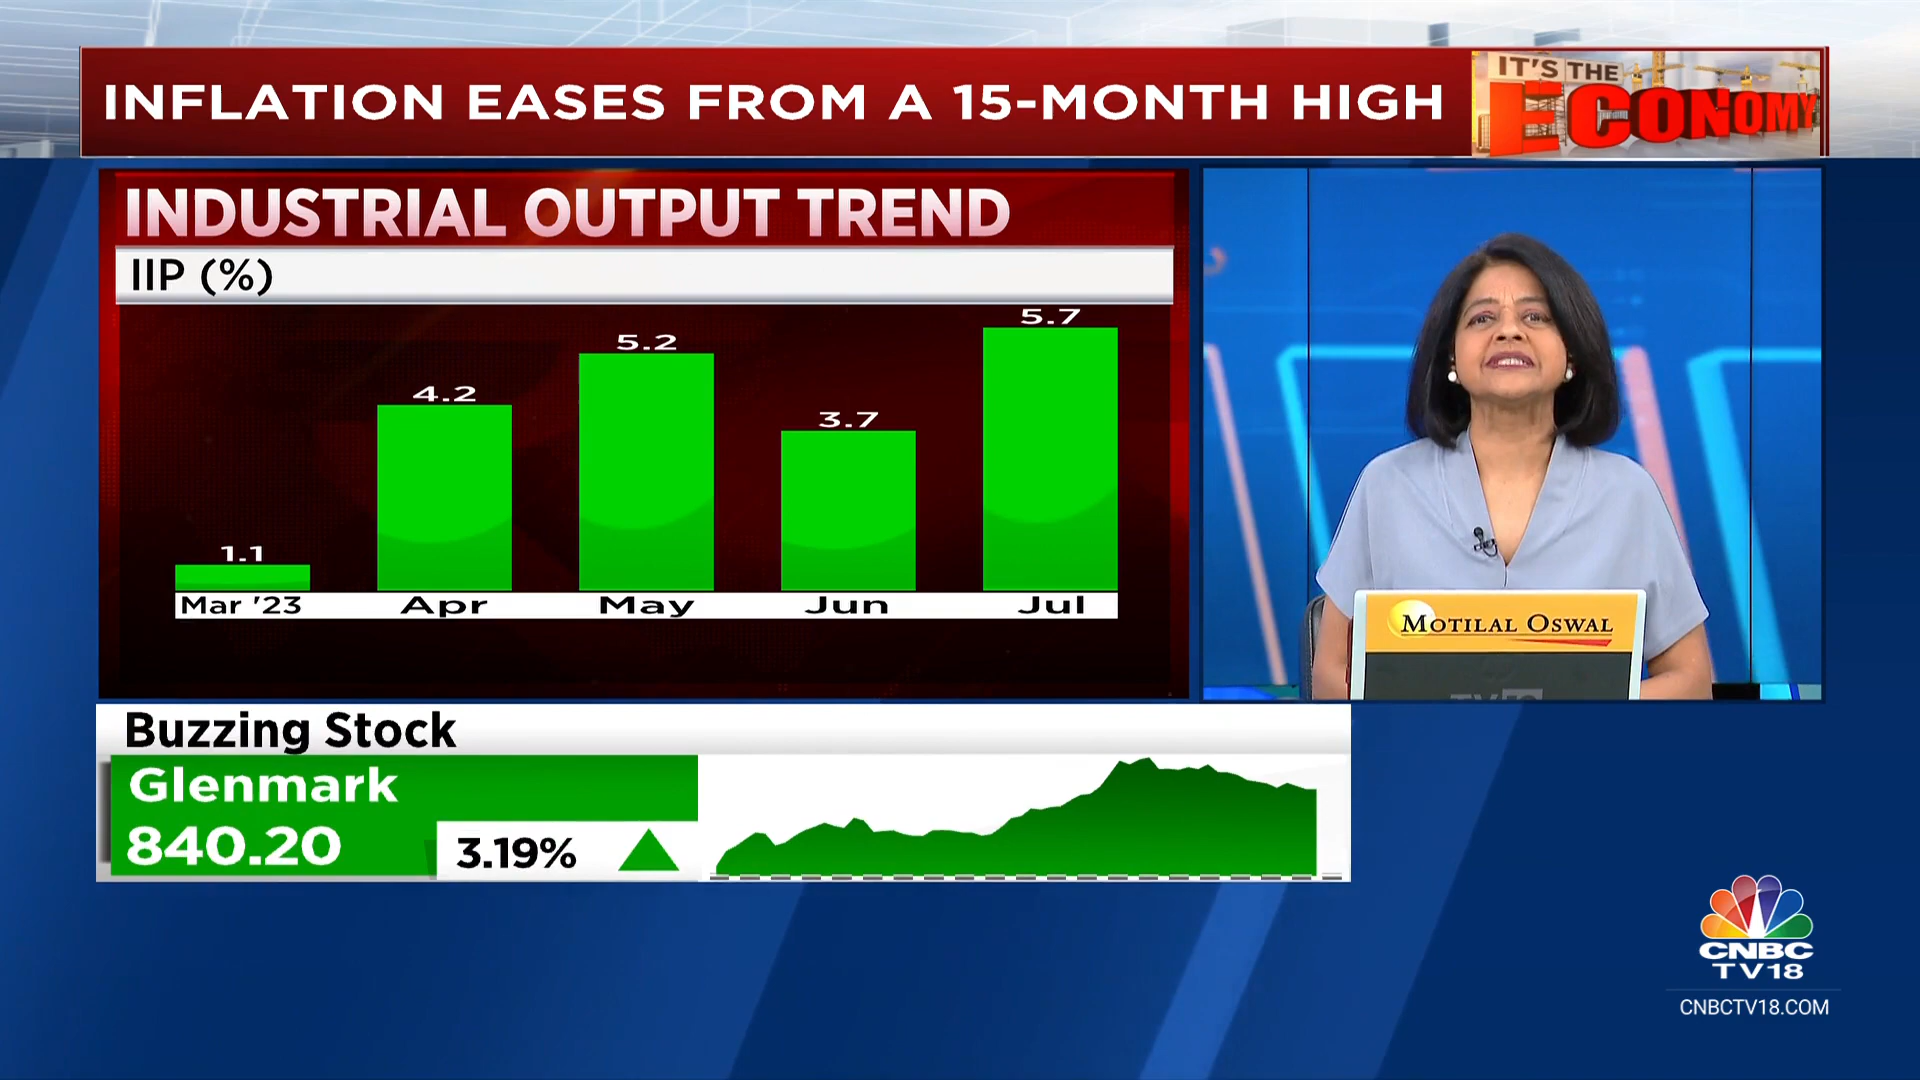 INFLATION EASES FROM A 15-MONTH HIGH
IT'S THE
ECONOMY
INDUSTRIAL OUTPUT TREND
IIP (%)
1.1
4.2
5.2
3.7
5.7
Mar '23
Apr
May
Jun
Jul
MOTILAL OSWAL
TV18
Buzzing Stock
Glenmark
840.20
3.19%
CNBC
TV18
CNBCTV18.COM